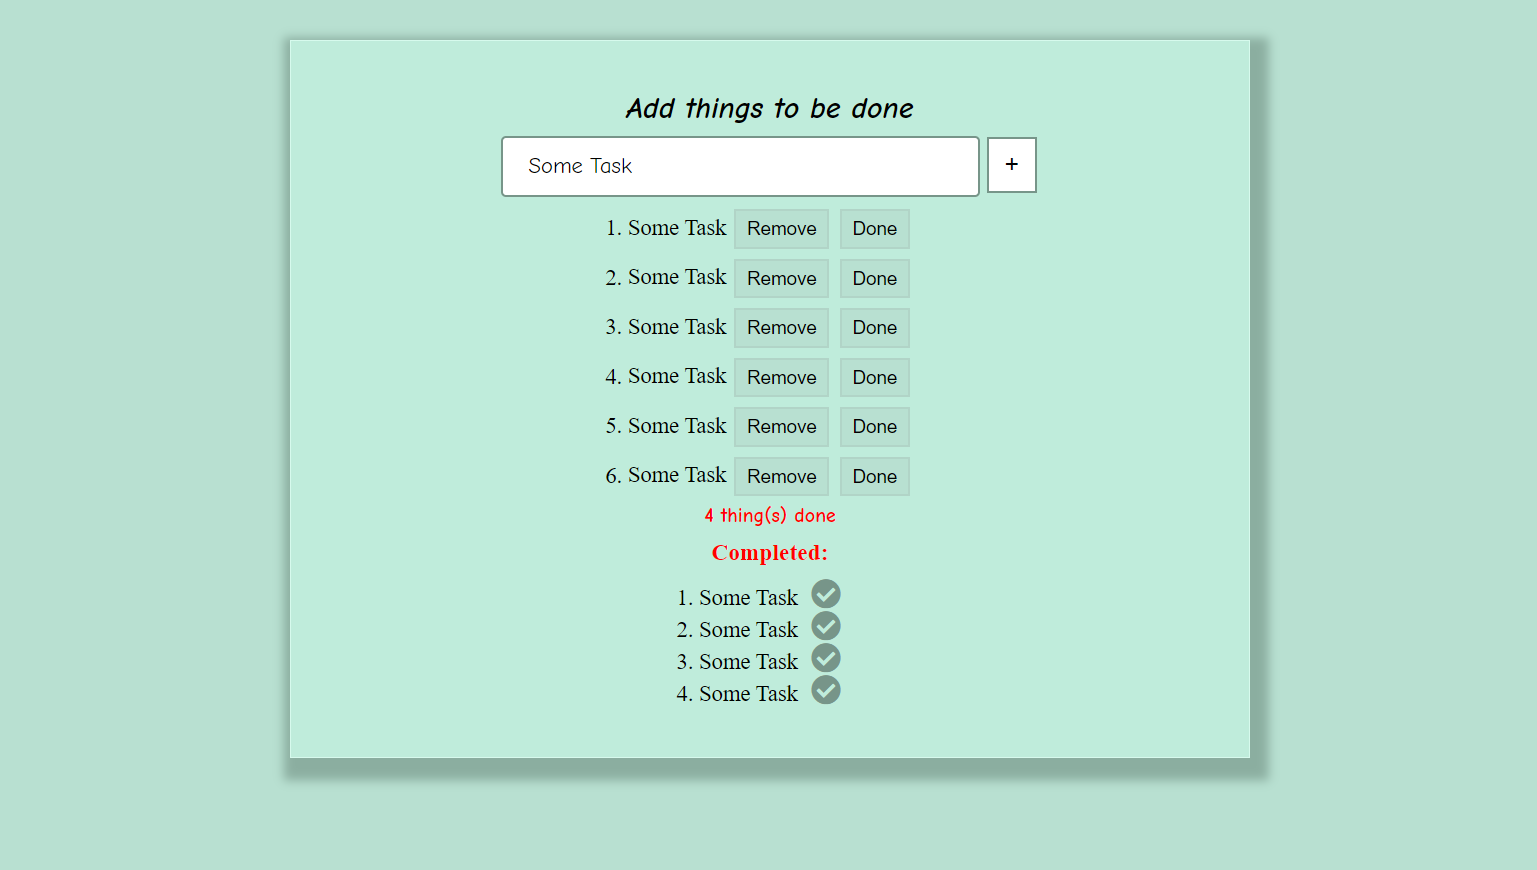 Add things to be done
Some Task +
1. Some Task Remove Done
2. Some Task Remove Done
3. Some Task Remove Done
4. Some Task Remove Done
5. Some Task Remove Done
6. Some Task Remove Done
4 thing(s) done
Completed:
1. Some Task
2. Some Task
3. Some Task
4. Some Task